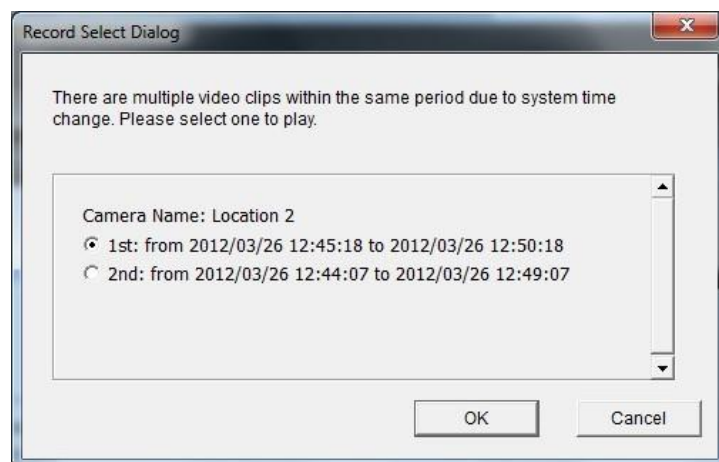 Record Select Dialog
There are multiple video clips within the same period due to system time
change. Please select one to play.
Camera Name: Location 2
1st: from 2012/03/26 12:45:18 to 2012/03/26 12:50:18
2nd: from 2012/03/26 12:44:07 to 2012/03/26 12:49:07
OK
Cancel